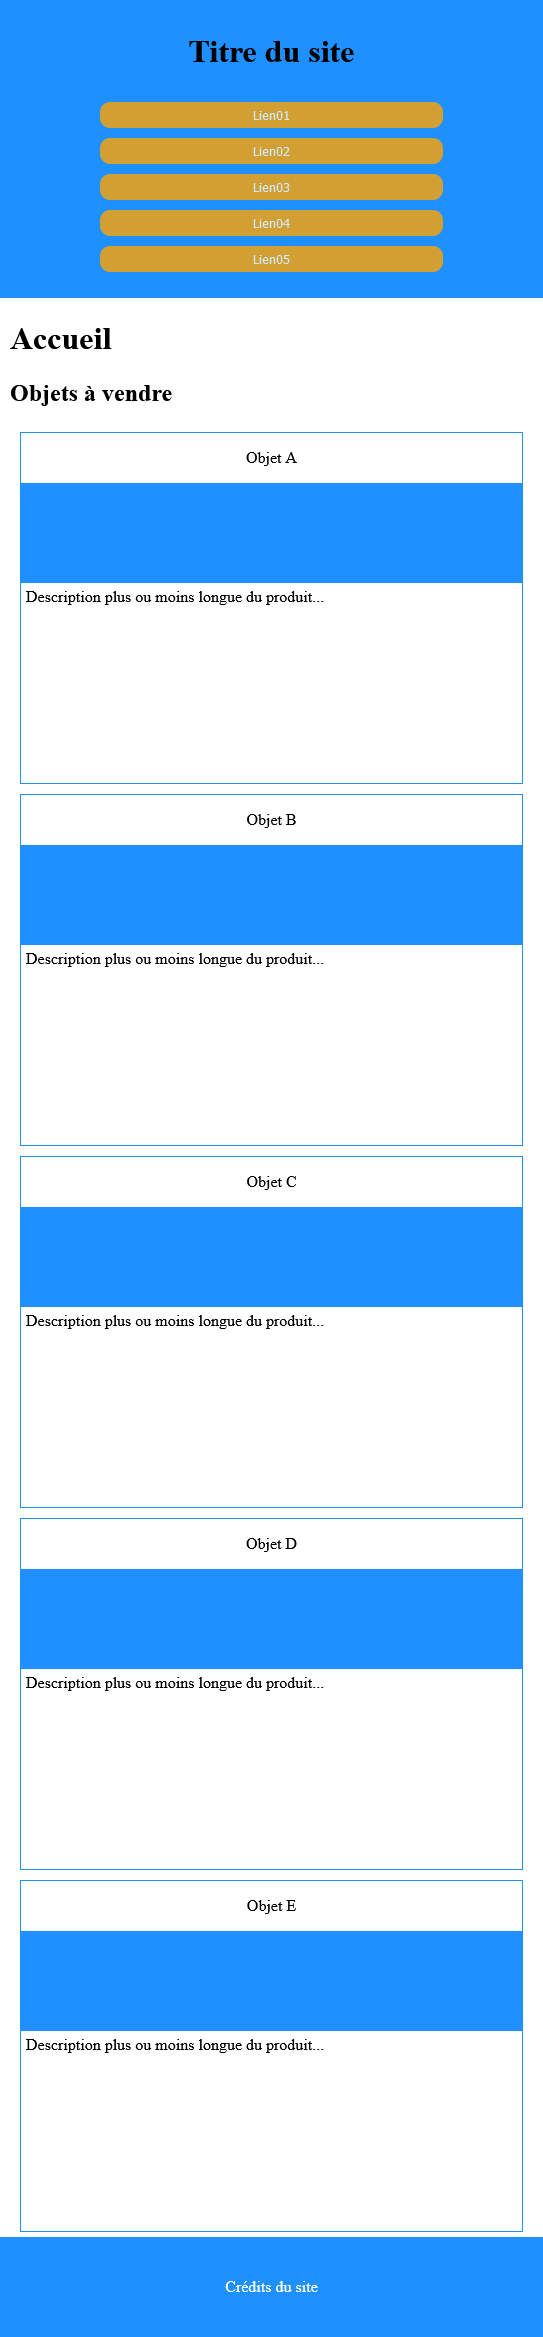 Titre du site
Lien01
Lien02
Lien03
Lien04
Lien05
Accueil
Objets à vendre
Objet A
Description plus ou moins longue du produit...
Objet B
Description plus ou moins longue du produit...
Objet C
Description plus ou moins longue du produit...
Objet D
Description plus ou moins longue du produit...
Objet E
Description plus ou moins longue du produit...
Crédits du site